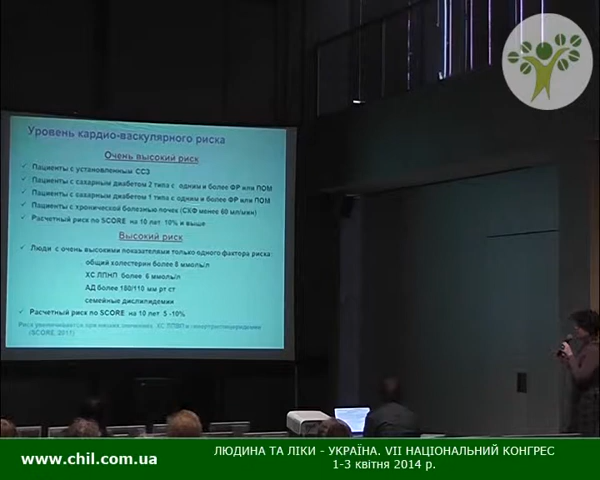 Уровень кардио-васкулярного риска
Очень высокий риск
Пациенты с установленным ССЗ
Пациенты с сахарным диабетом 2 типа с одним и более ФР или ПОМ
Пациенты с сахарным диабетом 1 типа с одним и более ФР или ПОМ
Пациенты с хронической болезнью почек (СКФ менее 60 мл/мин)
Расчетный риск по SCORE на 10 лет 10% и выше
Высокий риск
Люди с очень высокими показателями только одного фактора риска:
общий холестерин более 8 ммоль/л
ХС ЛПНП более 6 ммоль/л
АД более 180/110 мм рт ст
семейные дислипидемии
Расчетный риск по SCORE на 10 лет 5 -10%
Риск увеличивается при низких значениях ХС ЛПВП и
(SCORE 2011)
www.chil.com.ua
ЛЮДИНА ТА ЛІКИ - УКРАЇНА. VII НАЦІОНАЛЬНИЙ КОНГРЕС
1-3 квітня 2014 р.